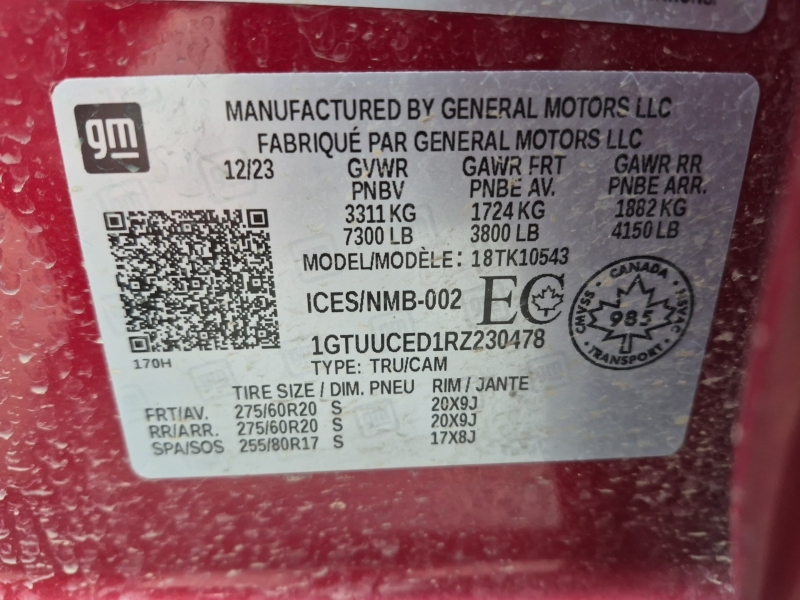 gm
MANUFACTURED BY GENERAL MOTORS LLC
FABRIQUÉ PAR GENERAL MOTORS LLC
12/23 GVWR GAWR FRT GAWR RR
PNBV PNBE AV. PNBE ARR.
3311 KG 1724 KG 1882 KG
7300 LB 3800 LB 4150 LB
MODEL/MODÈLE: 18TK10543
ICES/NMB-002 EC
CANADA
CMVSS 985 NSVAC
TRANSPORT
1GTUUCED1RZ230478
170H
TYPE: TRU/CAM
TIRE SIZE / DIM. PNEU RIM / JANTE
FRT/AV. 275/60R20 S 20X9J
RR/ARR. 275/60R20 S 20X9J
SPA/SOS 255/80R17 S 17X8J